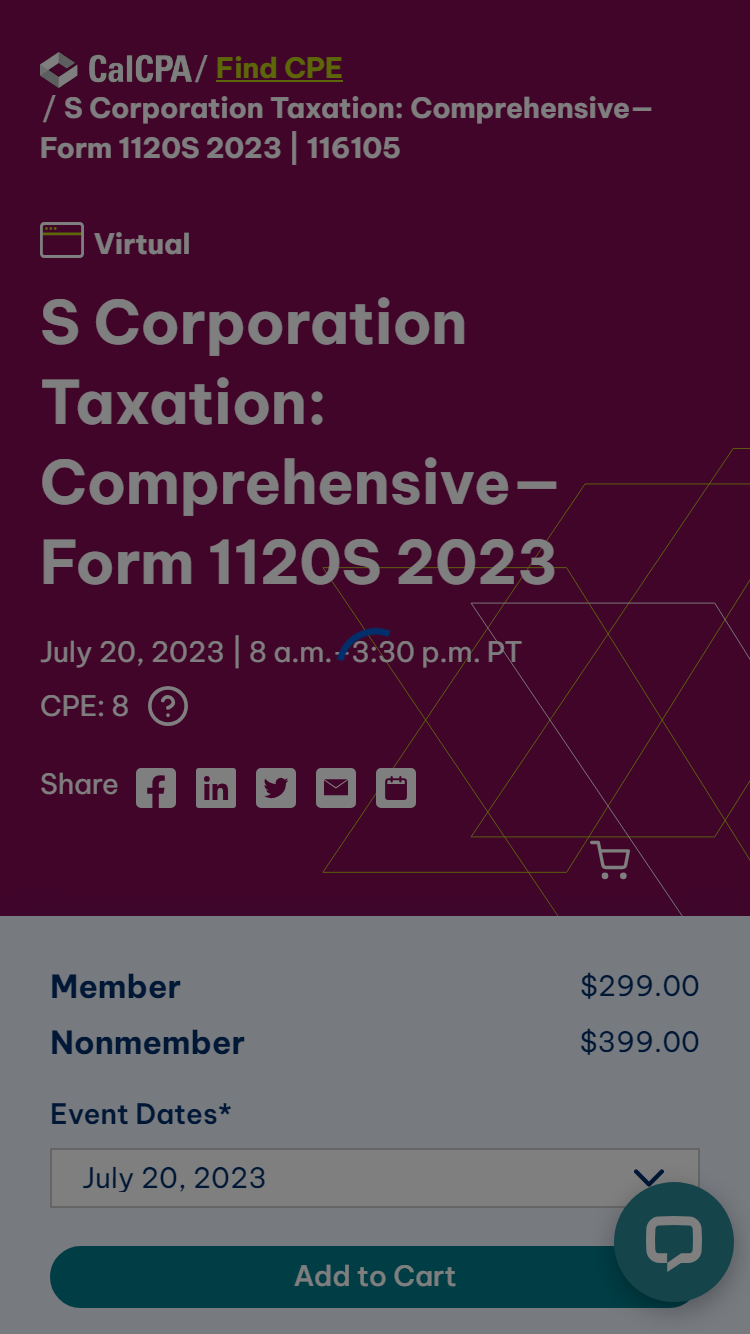 CalCPA / Find CPE
/ S Corporation Taxation: Comprehensive—
Form 1120S 2023 | 116105
Virtual
S Corporation
Taxation:
Comprehensive—
Form 1120S 2023
July 20, 2023 | 8 a.m.–3:30 p.m. PT
CPE: 8 ?
Share
Member $299.00
Nonmember $399.00
Event Dates*
July 20, 2023
Add to Cart